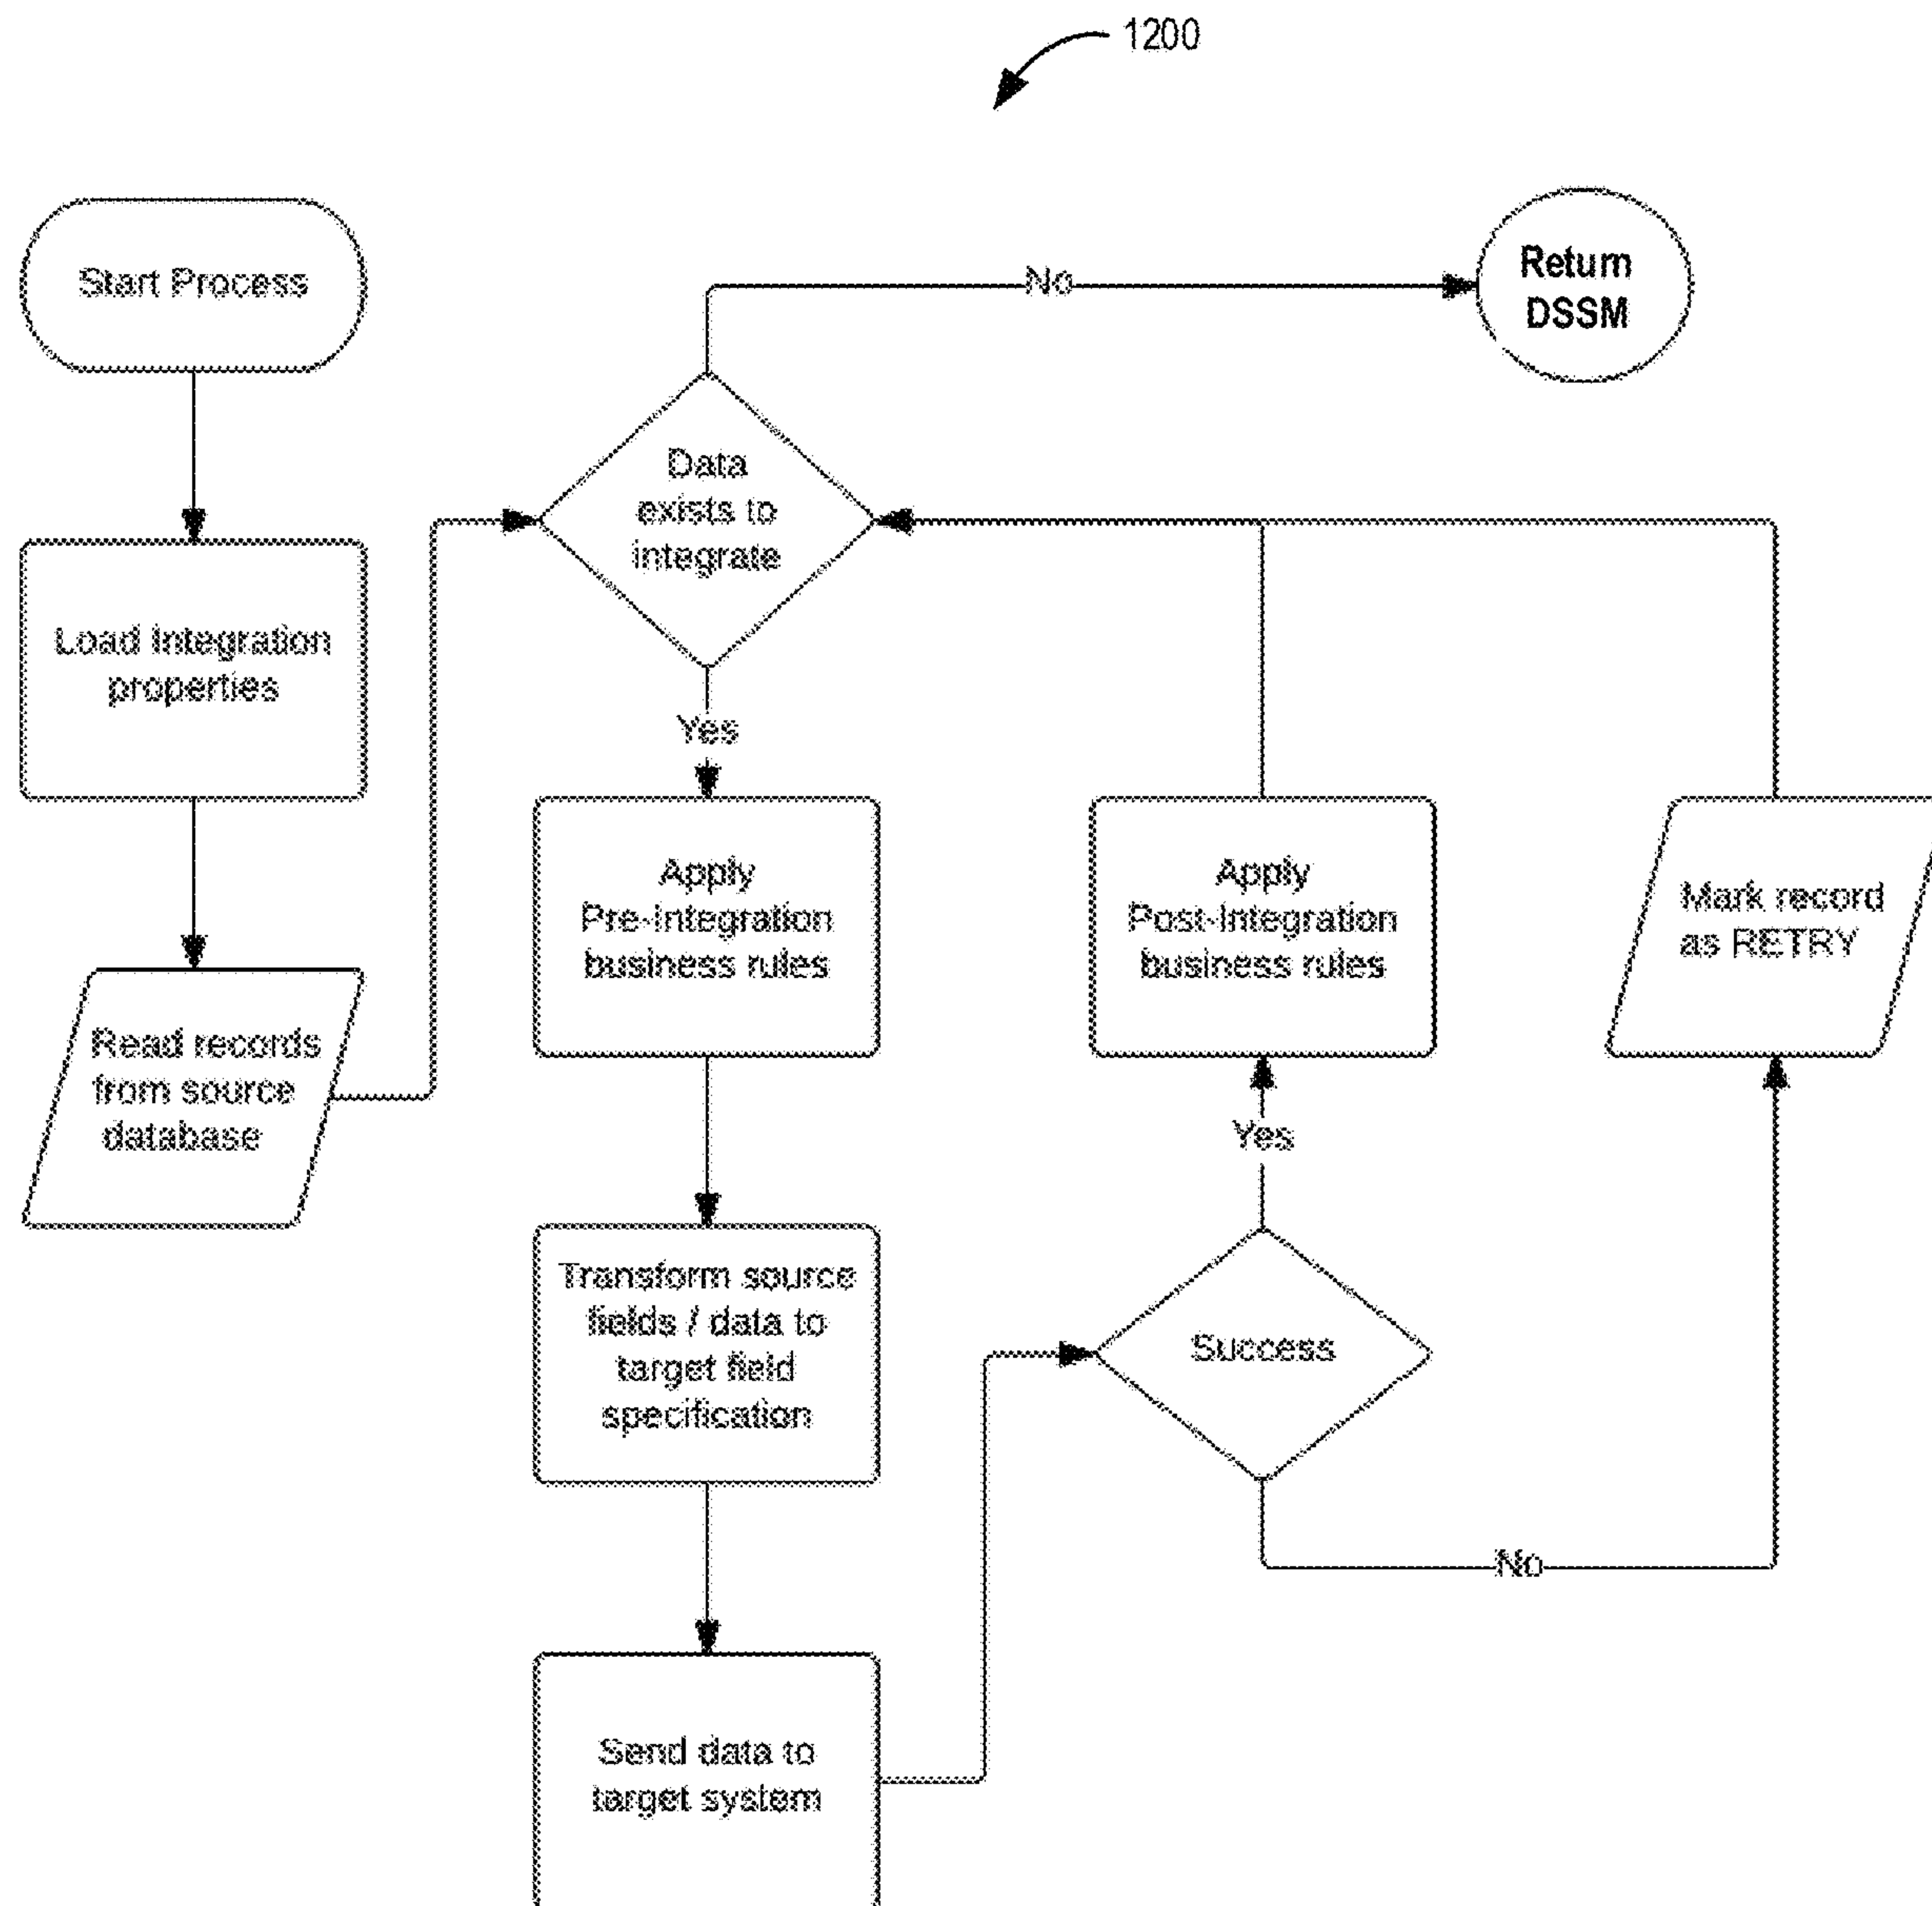 1200
Start Process
No
Return
DSSM
Data
exists to
integrate
Load Integration
properties
Yes
Apply
Pre-Integration
business rules
Apply
Post-Integration
business rules
Mark record
as RETRY
Read records
from source
database
Yes
Transform source
fields / data to
target field
specification
Success
No
Send data to
target system